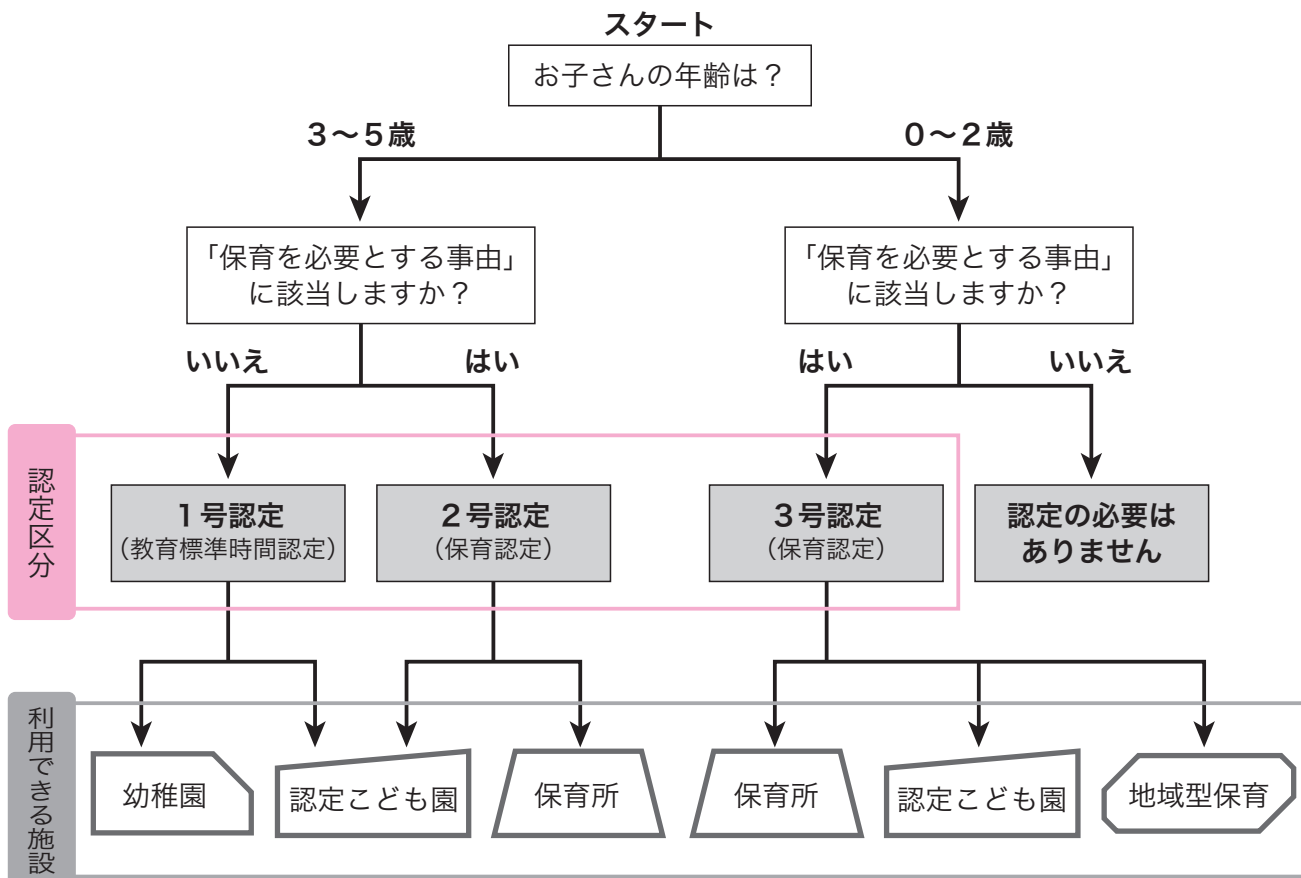 スタート
お子さんの年齢は？
3～5歳
0～2歳
「保育を必要とする事由」
に該当しますか？
「保育を必要とする事由」
に該当しますか？
いいえ
はい
はい
いいえ
認定区分
1号認定
（教育標準時間認定）
2号認定
（保育認定）
3号認定
（保育認定）
認定の必要は
ありません
利用できる施設
幼稚園
認定こども園
保育所
保育所
認定こども園
地域型保育